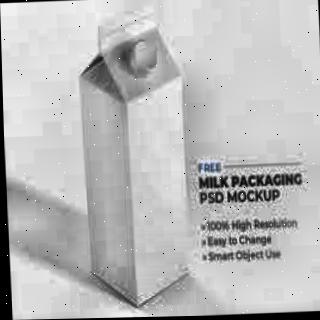 FREE
MILK PACKAGING
PSD MOCKUP
» 100% High Resolution
» Easy to Change
» Smart Object Use